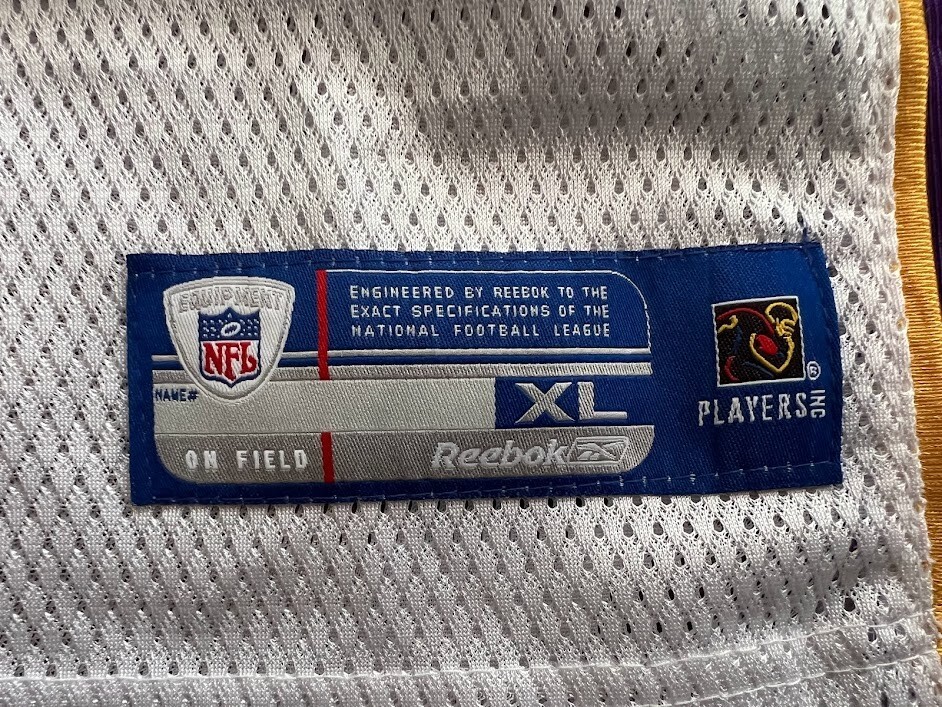 EQUIPMENT
NFL
ENGINEERED BY REEBOK TO THE
EXACT SPECIFICATIONS OF THE
NATIONAL FOOTBALL LEAGUE
NAME#
XL
ON FIELD
Reebok
®
PLAYERS INC